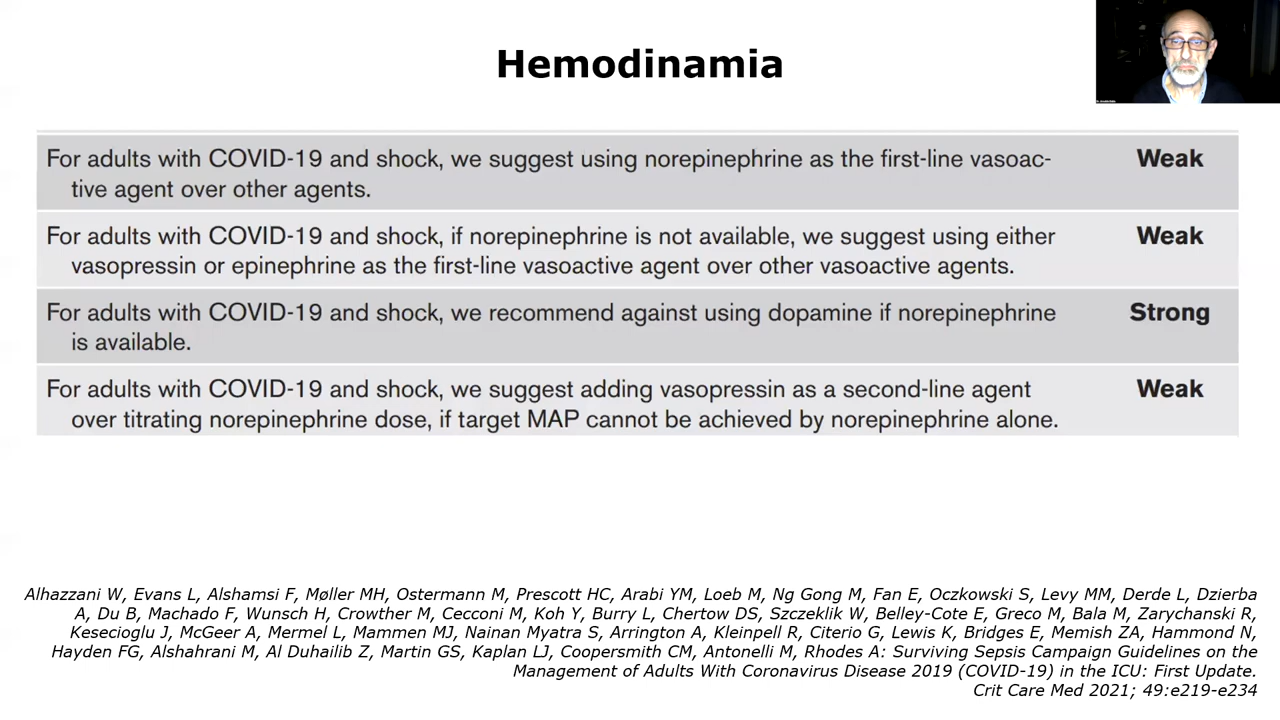 Hemodinamia
For adults with COVID-19 and shock, we suggest using norepinephrine as the first-line vasoac-
tive agent over other agents.
Weak
For adults with COVID-19 and shock, if norepinephrine is not available, we suggest using either
vasopressin or epinephrine as the first-line vasoactive agent over other vasoactive agents.
Weak
For adults with COVID-19 and shock, we recommend against using dopamine if norepinephrine
is available.
Strong
For adults with COVID-19 and shock, we suggest adding vasopressin as a second-line agent
over titrating norepinephrine dose, if target MAP cannot be achieved by norepinephrine alone.
Weak
Alhazzani W, Evans L, Alshamsi F, Møller MH, Ostermann M, Prescott HC, Arabi YM, Loeb M, Ng Gong M, Fan E, Oczkowski S, Levy MM, Derde L, Dzierba
A, Du B, Machado F, Wunsch H, Crowther M, Cecconi M, Koh Y, Burry L, Chertow DS, Szczeklik W, Belley-Cote E, Greco M, Bala M, Zarychanski R,
Kesecioglu J, McGeer A, Mermel L, Mammen MJ, Nainan Myatra S, Arrington A, Kleinpell R, Citerio G, Lewis K, Bridges E, Memish ZA, Hammond N,
Hayden FG, Alshahrani M, Al Duhailib Z, Martin GS, Kaplan LJ, Coopersmith CM, Antonelli M, Rhodes A: Surviving Sepsis Campaign Guidelines on the
Management of Adults With Coronavirus Disease 2019 (COVID-19) in the ICU: First Update.
Crit Care Med 2021; 49:e219-e234